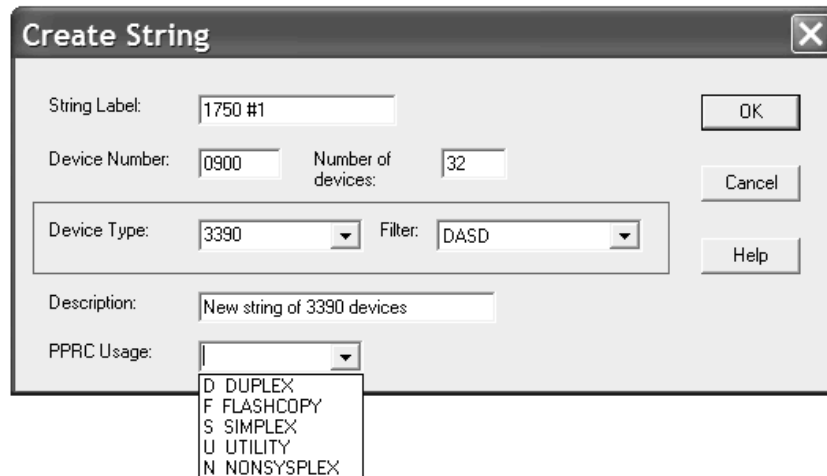 Create String
String Label: 1750 #1 OK
Device Number: 0900 Number of devices: 32 Cancel
Device Type: 3390 Filter: DASD
Help
Description: New string of 3390 devices
PPRC Usage:
D DUPLEX
F FLASHCOPY
S SIMPLEX
U UTILITY
N NONSYSPLEX